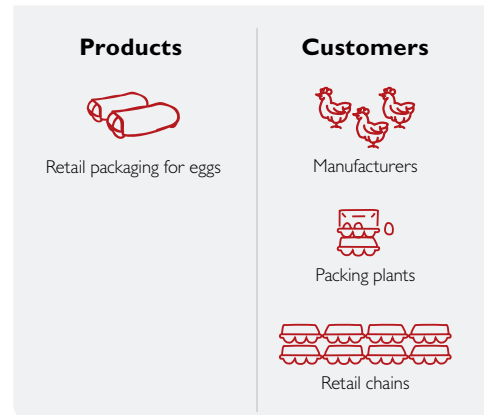 Products
Retail packaging for eggs
Customers
Manufacturers
Packing plants
Retail chains